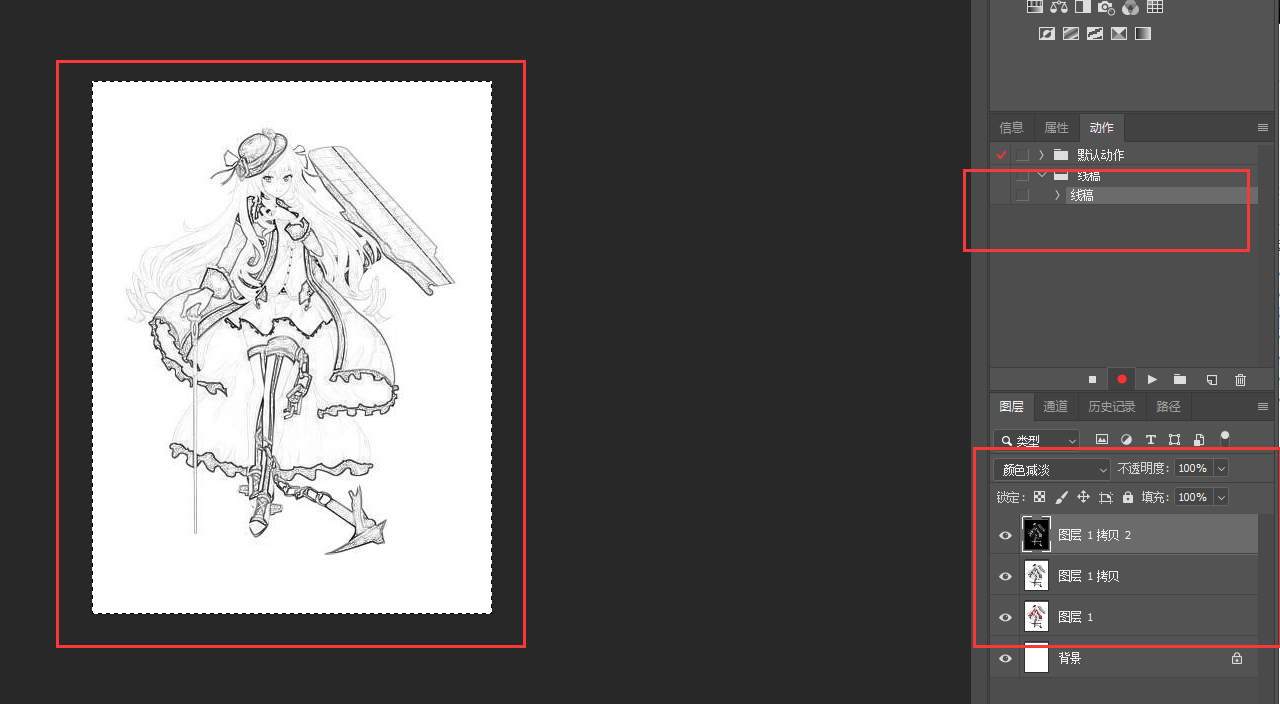 信息 属性 动作
默认动作
线稿
线稿
图层 通道 历史记录 路径
类型
颜色减淡 不透明度: 100%
锁定: 填充: 100%
图层 1 拷贝 2
图层 1 拷贝
图层 1
背景